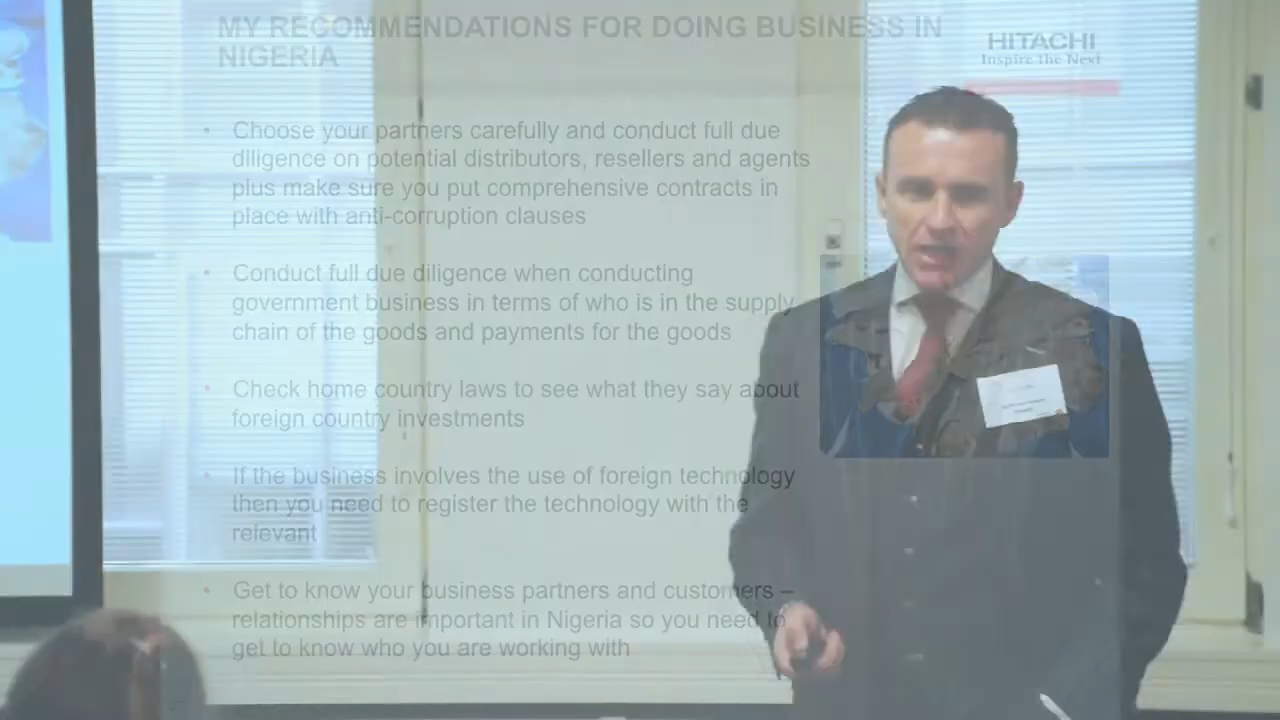 MY RECOMMENDATIONS FOR DOING BUSINESS IN
NIGERIA
HITACHI
Inspire the Next
• Choose your partners carefully and conduct full due
diligence on potential distributors, resellers and agents
plus make sure you put comprehensive contracts in
place with anti-corruption clauses
• Conduct full due diligence when conducting
government business in terms of who is in the supply
chain of the goods and payments for the goods
• Check home country laws to see what they say about
foreign country investments
• If the business involves the use of foreign technology
then you need to register the technology with the
relevant
• Get to know your business partners and customers –
relationships are important in Nigeria so you need to
get to know who you are working with